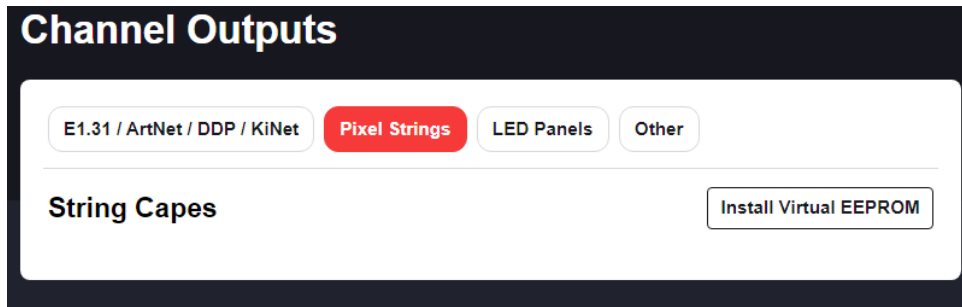 Channel Outputs
E1.31 / ArtNet / DDP / KiNet Pixel Strings LED Panels Other
String Capes Install Virtual EEPROM